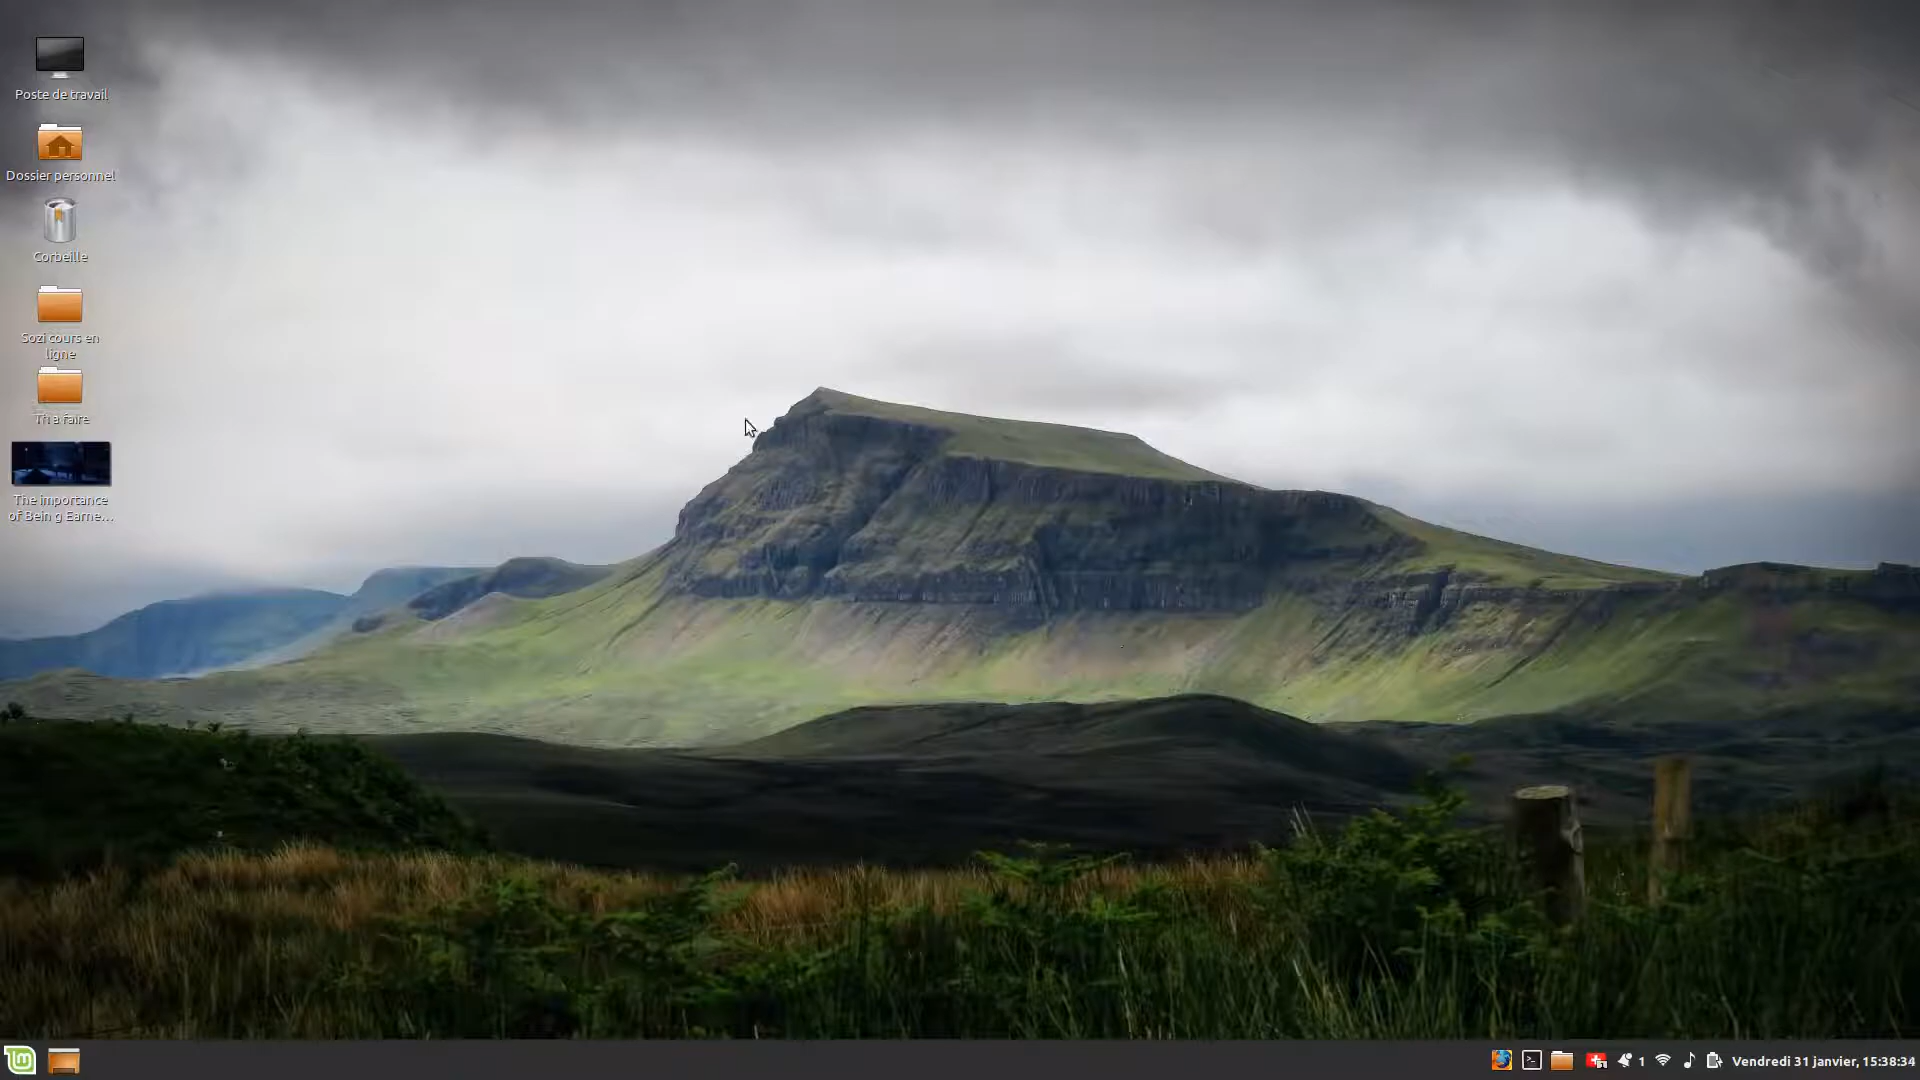 Poste de travail
Dossier personnel
Corbeille
Sozi cours en
ligne
Th a faire
The importance
of Bein g Earne...
1
Vendredi 31 janvier, 15:38:34